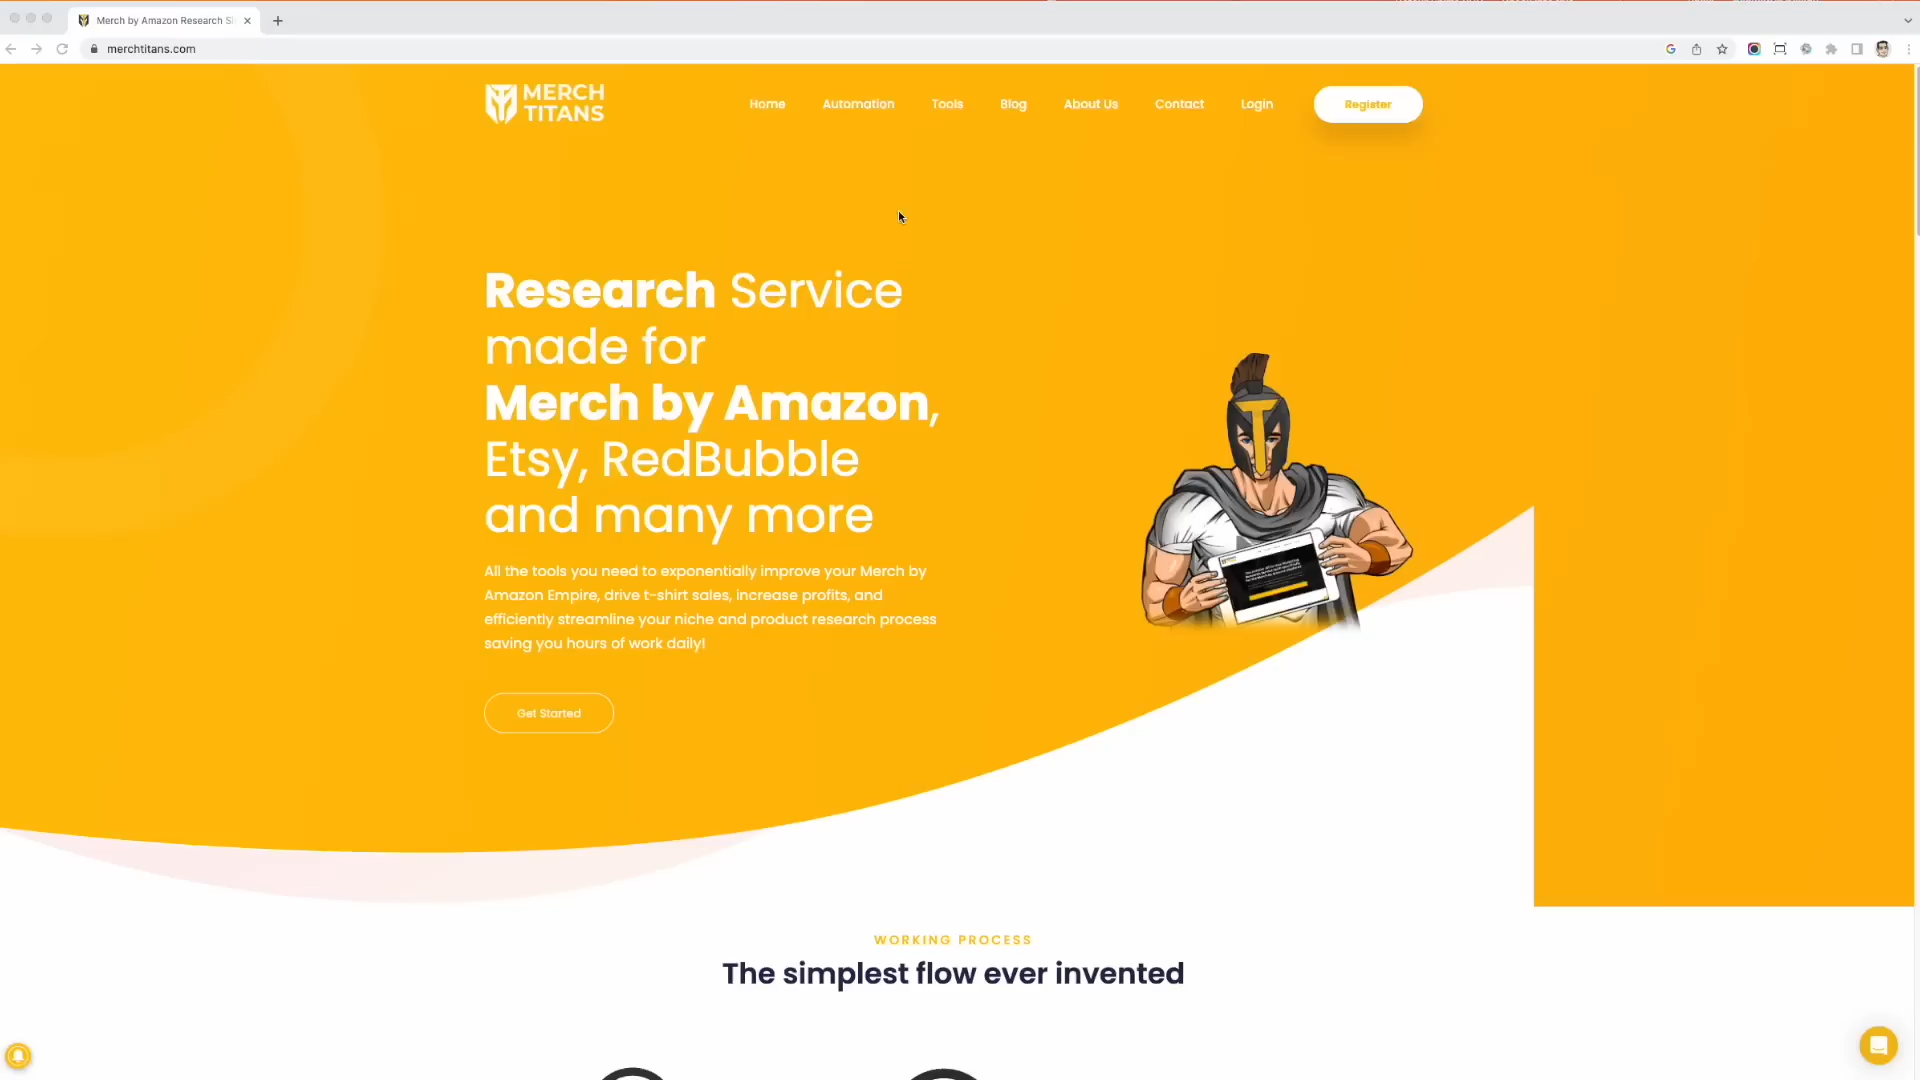 Merch by Amazon Research S
merchtitans.com
MERCH
TITANS
Home
Automation
Tools
Blog
About Us
Contact
Login
Register
Research Service
made for
Merch by Amazon,
Etsy, RedBubble
and many more
All the tools you need to exponentially improve your Merch by
Amazon Empire, drive t-shirt sales, increase profits, and
efficiently streamline your niche and product research process
saving you hours of work daily!
Get Started
WORKING PROCESS
The simplest flow ever invented